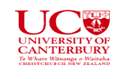 UC
UNIVERSITY OF
CANTERBURY
Te Whare Wānanga o Waitaha
CHRISTCHURCH NEW ZEALAND